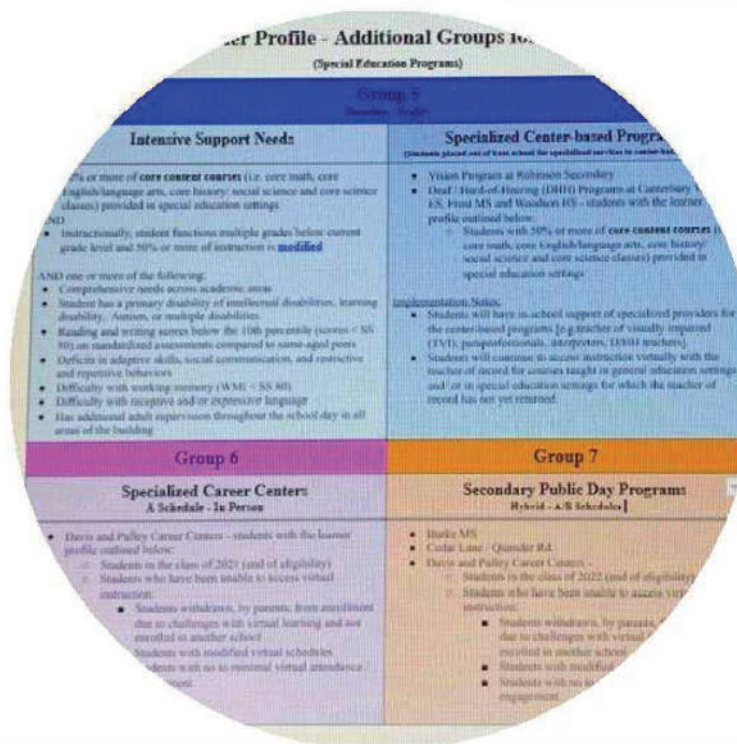 er Profile - Additional Groups for
(Special Education Programs)
Group 5
Intensive Support Needs
% or more of core content courses (i.e. core math, core
English/language arts, core history/ social science and core science
classes) provided in special education settings
AND
• Instructionally, student functions multiple grades below current
grade level and 50% or more of instruction is modified
AND one or more of the following:
• Comprehensive needs across academic areas
• Student has a primary disability of intellectual disabilities, learning
disability, Autism, or multiple disabilities
• Reading and writing scores below the 10th percentile (scores < SS
80) on standardized assessments compared to same-aged peers
• Deficits in adaptive skills, social communication, and restrictive
and repetitive behaviors
• Difficulty with working memory (WMI < SS 80)
• Difficulty with receptive and/or expressive language
• Has additional adult supervision throughout the school day in all
areas of the building
Specialized Center-based Progra
(Students placed out of base school for specialized services in center-ba
• Vision Program at Robinson Secondary
• Deaf / Hard-of-Hearing (DHH) Programs at Canterbury W
ES, Frost MS and Woodson HS - students with the learner
profile outlined below:
○ Students with 50% or more of core content courses (i
core math, core English/language arts, core history/
social science and core science classes) provided in
special education settings
Implementation Notes:
• Students will have in-school support of specialized providers for
the center-based programs [e.g teacher of visually impaired
(TVI), paraprofessionals, interpreters, D/HH teachers].
• Students will continue to access instruction virtually with the
teacher of record for courses taught in general education settings
and/or in special education settings for which the teacher of
record has not yet returned.
Group 6
Specialized Career Centers
A Schedule - In Person
• Davis and Pulley Career Centers - students with the learner
profile outlined below:
○ Students in the class of 2021 (end of eligibility)
○ Students who have been unable to access virtual
instruction:
■ Students withdrawn, by parents, from enrollment
due to challenges with virtual learning and not
enrolled in another school
Students with modified virtual schedules
udents with no to minimal virtual attendance /
ement
Group 7
Secondary Public Day Programs
Hybrid - A/B Schedules
• Burke MS
• Cedar Lane / Quander Rd.
• Davis and Pulley Career Centers -
○ Students in the class of 2022 (end of eligibility)
○ Students who have been unable to access virtu
instruction:
■ Students withdrawn, by parents, f
due to challenges with virtual
enrolled in another school
■ Students with modified
■ Students with no to
engagement